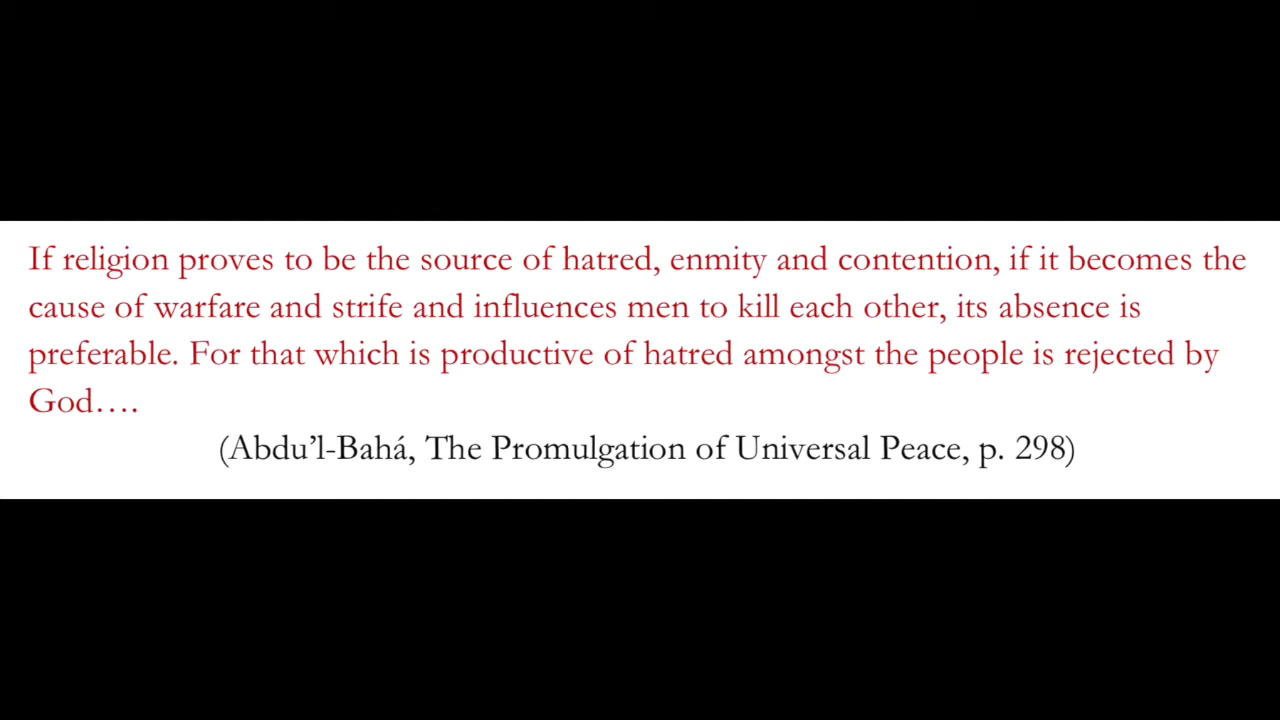 If religion proves to be the source of hatred, enmity and contention, if it becomes the
cause of warfare and strife and influences men to kill each other, its absence is
preferable. For that which is productive of hatred amongst the people is rejected by
God….
(Abdu’l-Bahá, The Promulgation of Universal Peace, p. 298)